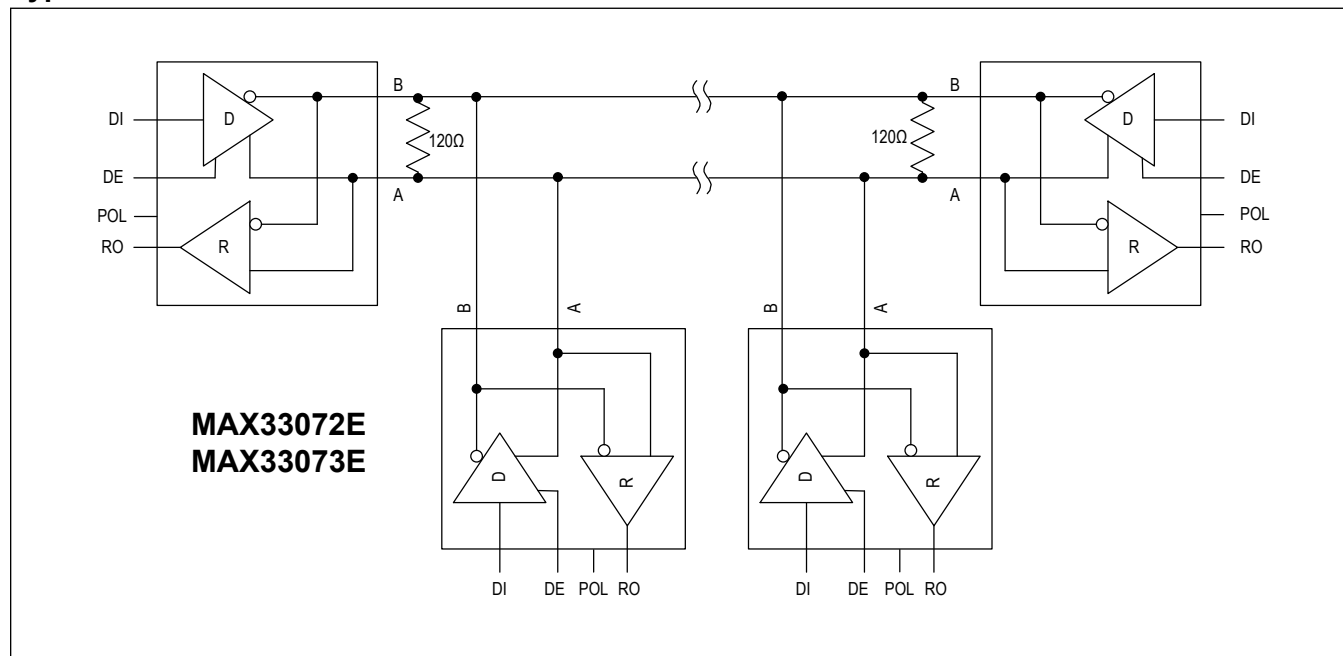 B
B
DI
D
120Ω
120Ω
D
DI
DE
A
A
DE
POL
POL
RO
R
R
RO
B
A
B
A
MAX33072E
MAX33073E
D
R
D
R
DI
DE
POL
RO
DI
DE
POL
RO